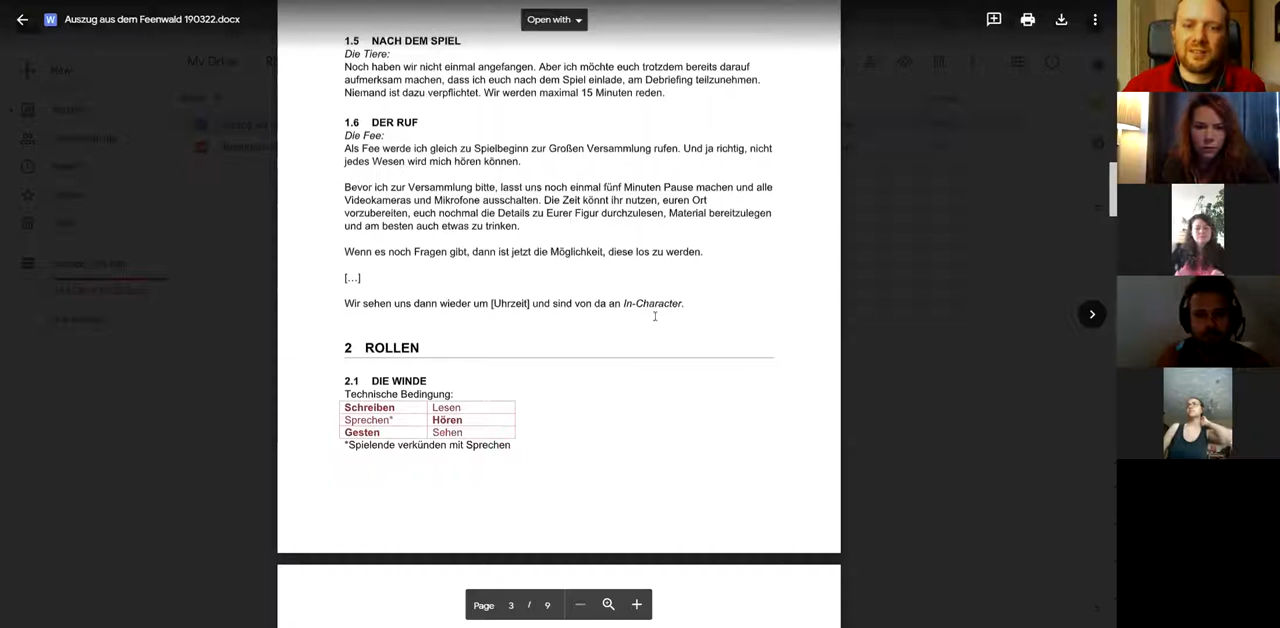 Auszug aus dem Feenwald 190322.docx
Open with
My Drive
1.5 NACH DEM SPIEL
Die Tiere:
Noch haben wir nicht einmal angefangen. Aber ich möchte euch trotzdem bereits darauf
aufmerksam machen, dass ich euch nach dem Spiel einlade, am Debriefing teilzunehmen.
Niemand ist dazu verpflichtet. Wir werden maximal 15 Minuten reden.
1.6 DER RUF
Die Fee:
Als Fee werde ich gleich zu Spielbeginn zur Großen Versammlung rufen. Und ja richtig, nicht
jedes Wesen wird mich hören können.
Bevor ich zur Versammlung bitte, lasst uns noch einmal fünf Minuten Pause machen und alle
Videokameras und Mikrofone ausschalten. Die Zeit könnt ihr nutzen, euren Ort
vorzubereiten, euch nochmal die Details zu Eurer Figur durchzulesen, Material bereitzulegen
und am besten auch etwas zu trinken.
Wenn es noch Fragen gibt, dann ist jetzt die Möglichkeit, diese los zu werden.
[…]
Wir sehen uns dann wieder um [Uhrzeit] und sind von da an In-Character.
2 ROLLEN
2.1 DIE WINDE
Technische Bedingung:
Schreiben Lesen
Sprechen* Hören
Gesten Sehen
*Spielende verkünden mit Sprechen
Page 3 / 9